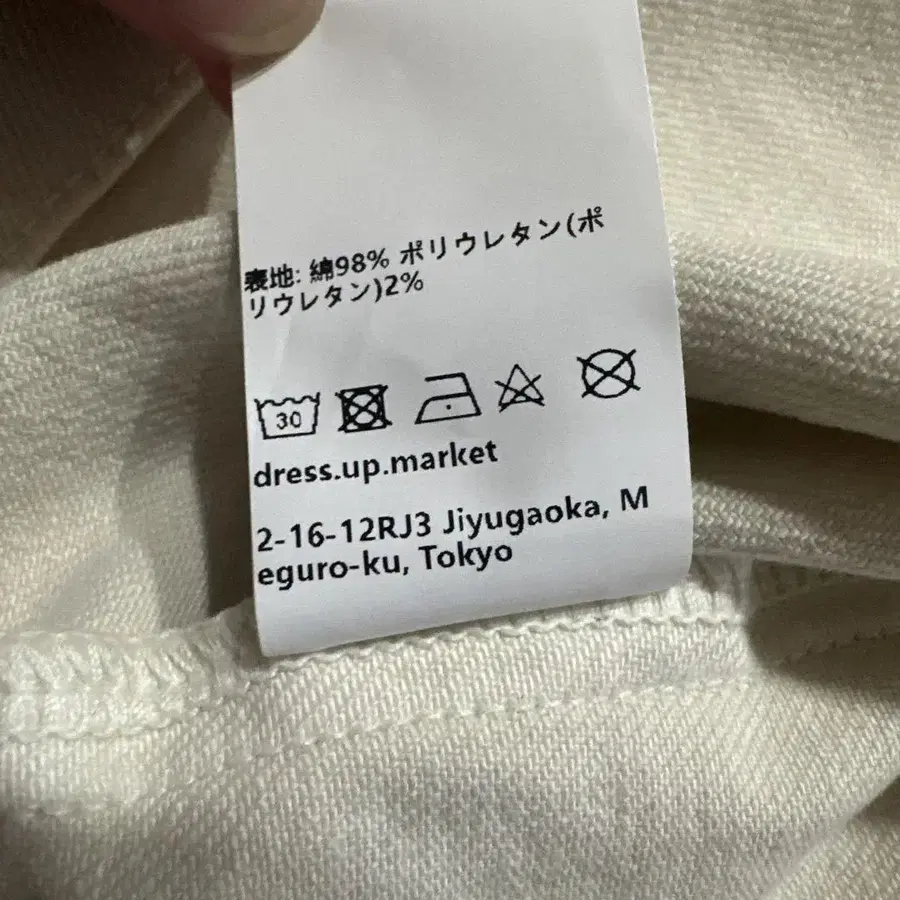 表地: 綿98% ポリウレタン(ポ
リウレタン)2%
30
dress.up.market
2-16-12RJ3 Jiyugaoka, M
eguro-ku, Tokyo